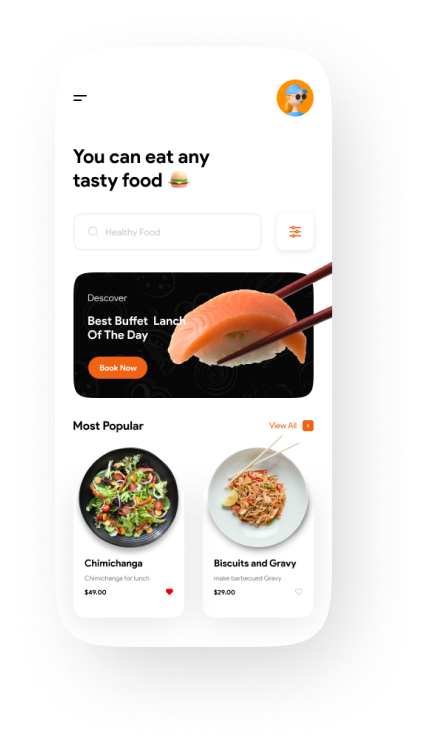 You can eat any
tasty food
Healthy Food
Descover
Best Buffet Lanch
Of The Day
Book Now
Most Popular
View All
Chimichanga
Chimichanga for lunch
$49.00
Biscuits and Gravy
make barbecued Gravy
$29.00